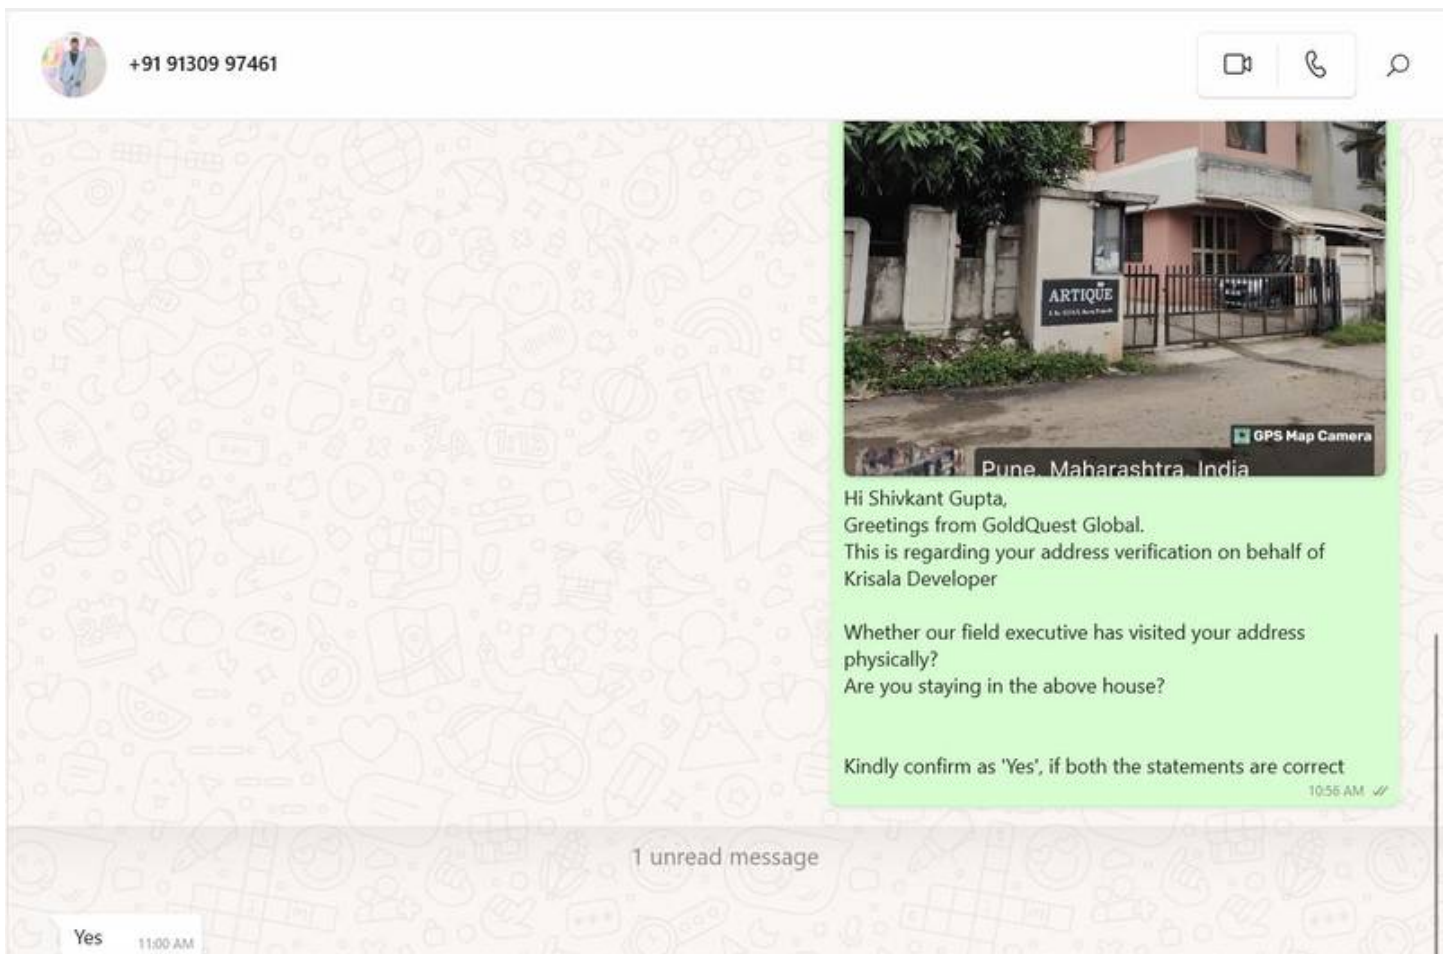 +91 91309 97461
ARTIQUE
GPS Map Camera
Pune, Maharashtra, India
Hi Shivkant Gupta,
Greetings from GoldQuest Global.
This is regarding your address verification on behalf of
Krisala Developer
Whether our field executive has visited your address
physically?
Are you staying in the above house?
Kindly confirm as 'Yes', if both the statements are correct
10:56 AM
1 unread message
Yes
11:00 AM